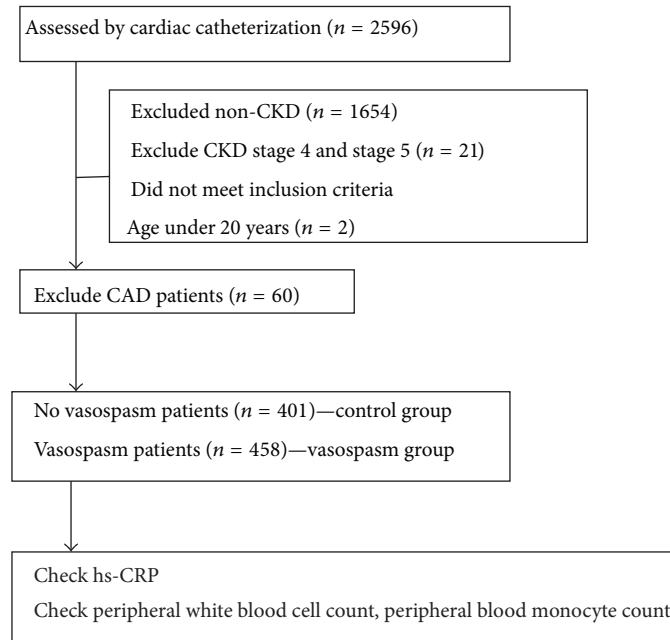 Assessed by cardiac catheterization (n = 2596)
Excluded non-CKD (n = 1654)
Exclude CKD stage 4 and stage 5 (n = 21)
Did not meet inclusion criteria
Age under 20 years (n = 2)
Exclude CAD patients (n = 60)
No vasospasm patients (n = 401)—control group
Vasospasm patients (n = 458)—vasospasm group
Check hs-CRP
Check peripheral white blood cell count, peripheral blood monocyte count